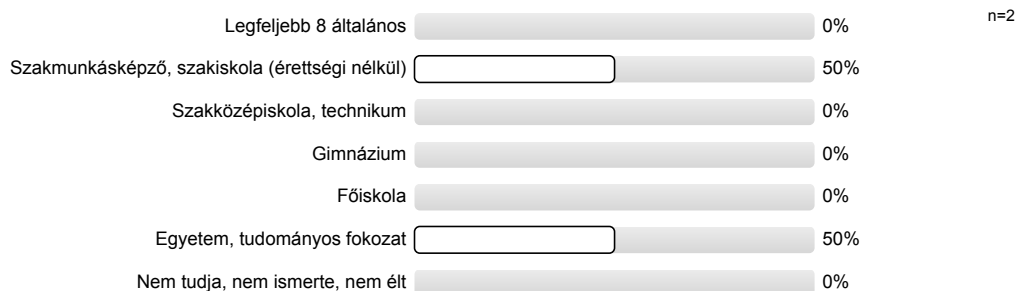 Legfeljebb 8 általános 0% n=2
Szakmunkásképző, szakiskola (érettségi nélkül) 50%
Szakközépiskola, technikum 0%
Gimnázium 0%
Főiskola 0%
Egyetem, tudományos fokozat 50%
Nem tudja, nem ismerte, nem élt 0%